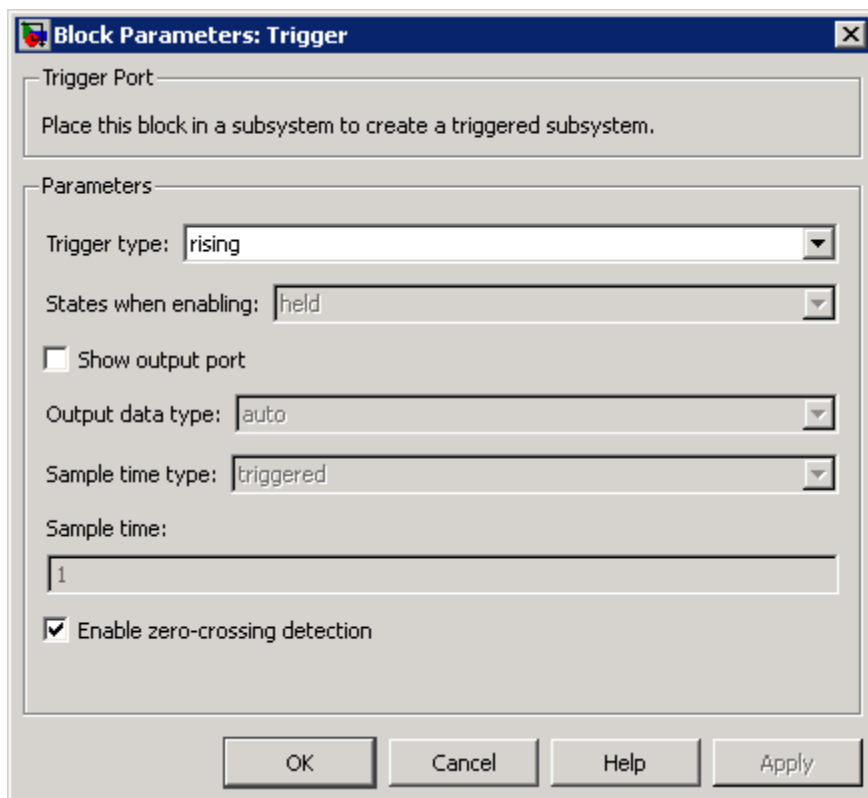 Block Parameters: Trigger
Trigger Port
Place this block in a subsystem to create a triggered subsystem.
Parameters
Trigger type: rising
States when enabling: held
Show output port
Output data type: auto
Sample time type: triggered
Sample time:
1
Enable zero-crossing detection
OK Cancel Help Apply